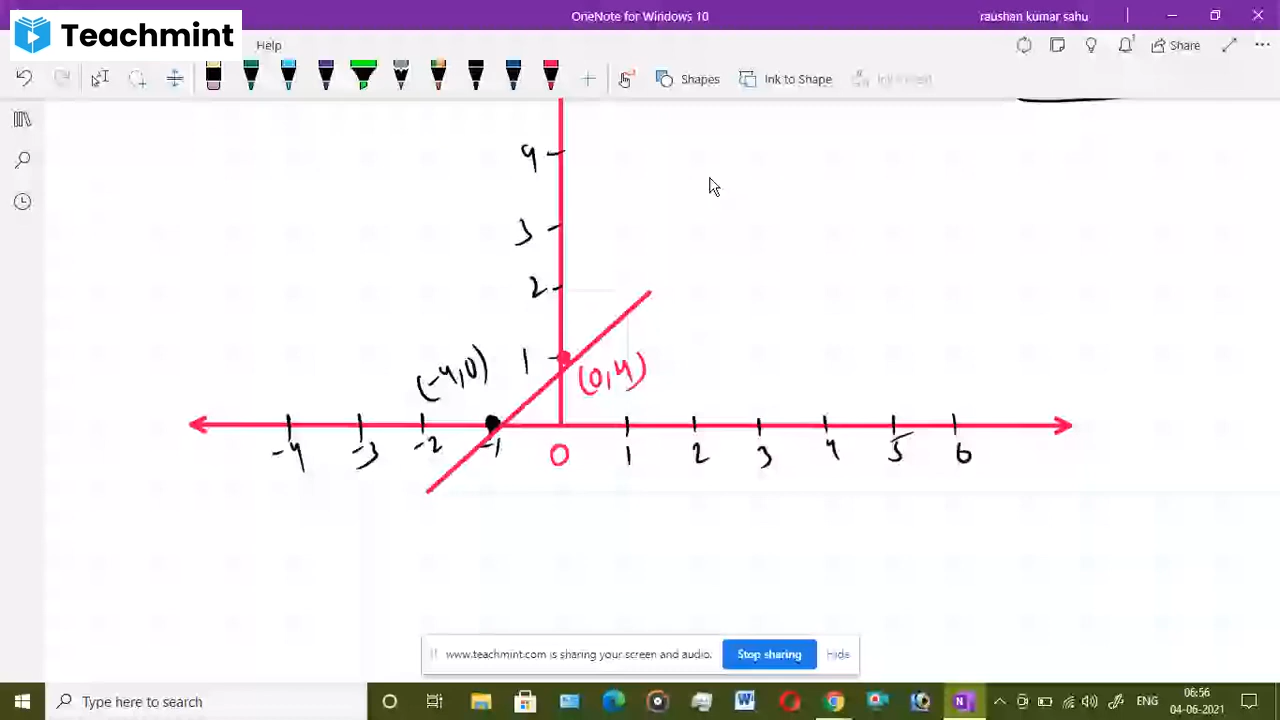 OneNote for Windows 10
raushan kumar sahu
Teachmint
Help
Share
Shapes
Ink to Shape
4
3
2
1
(-4,0)
(0,4)
-4 -3 -2 -1 0 1 2 3 4 5 6
www.teachmint.com is sharing your screen and audio.
Stop sharing
Hide
Type here to search
ENG
06:56
04-06-2021